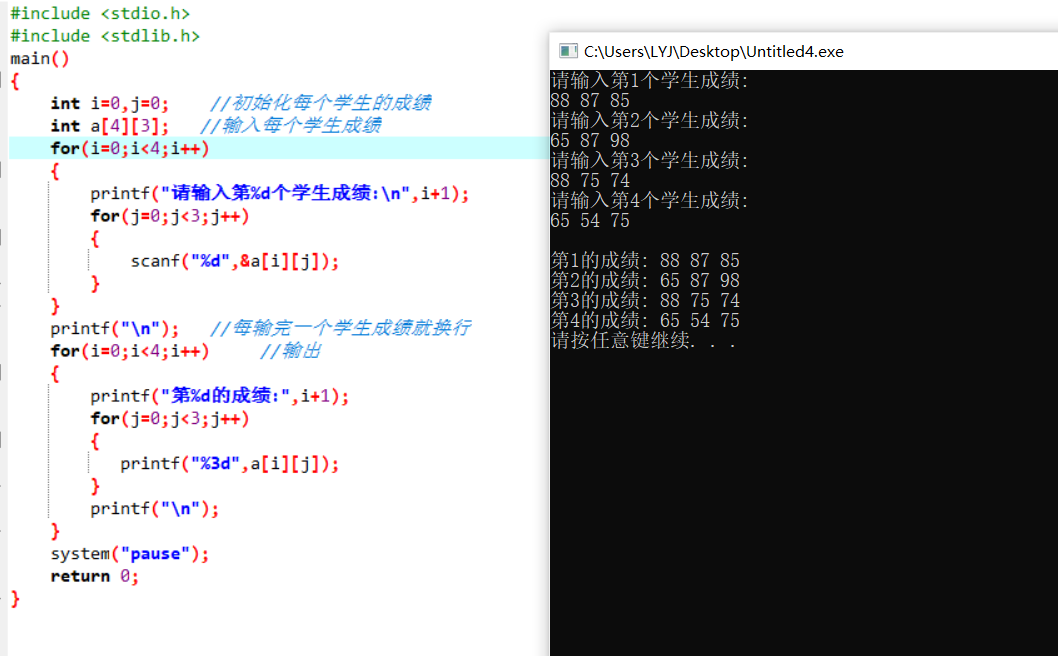 #include <stdio.h>
#include <stdlib.h>
main()
{
    int i=0,j=0;    //初始化每个学生的成绩
    int a[4][3];   //输入每个学生成绩
    for(i=0;i<4;i++)
    {
        printf("请输入第%d个学生成绩:\n",i+1);
        for(j=0;j<3;j++)
        {
            scanf("%d",&a[i][j]);
        }
    }
    printf("\n");   //每输完一个学生成绩就换行
    for(i=0;i<4;i++)     //输出
    {
        printf("第%d的成绩:",i+1);
        for(j=0;j<3;j++)
        {
           printf("%3d",a[i][j]);
        }
        printf("\n");
    }
    system("pause");
    return 0;
}
C:\Users\LYJ\Desktop\Untitled4.exe
请输入第1个学生成绩:
88 87 85
请输入第2个学生成绩:
65 87 98
请输入第3个学生成绩:
88 75 74
请输入第4个学生成绩:
65 54 75
第1的成绩: 88 87 85
第2的成绩: 65 87 98
第3的成绩: 88 75 74
第4的成绩: 65 54 75
请按任意键继续. . .